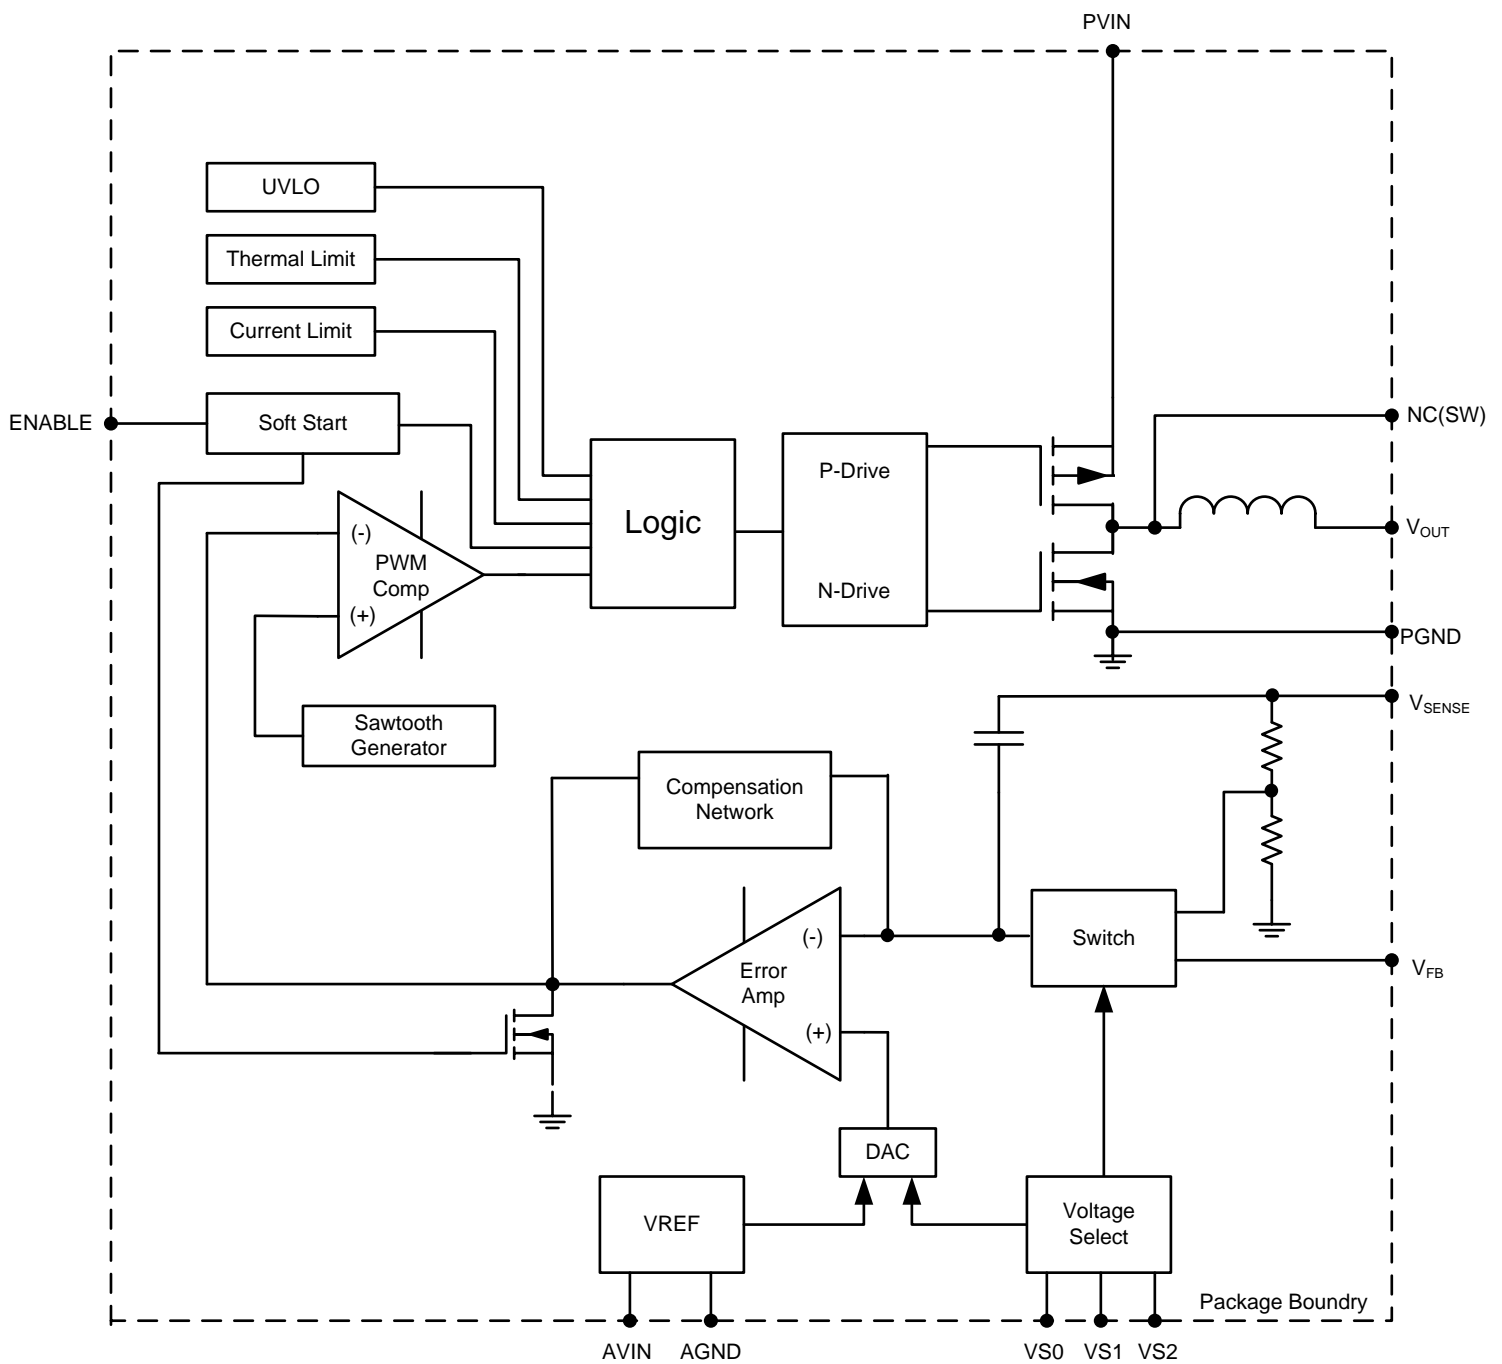 PVIN
UVLO
Thermal Limit
Current Limit
ENABLE
Soft Start
NC(SW)
P-Drive
Logic
(-)
PWM
Comp
(+)
N-Drive
VOUT
PGND
VSENSE
Sawtooth
Generator
Compensation
Network
(-)
Error
Amp
(+)
Switch
VFB
DAC
VREF
Voltage
Select
Package Boundry
AVIN
AGND
VS0
VS1
VS2